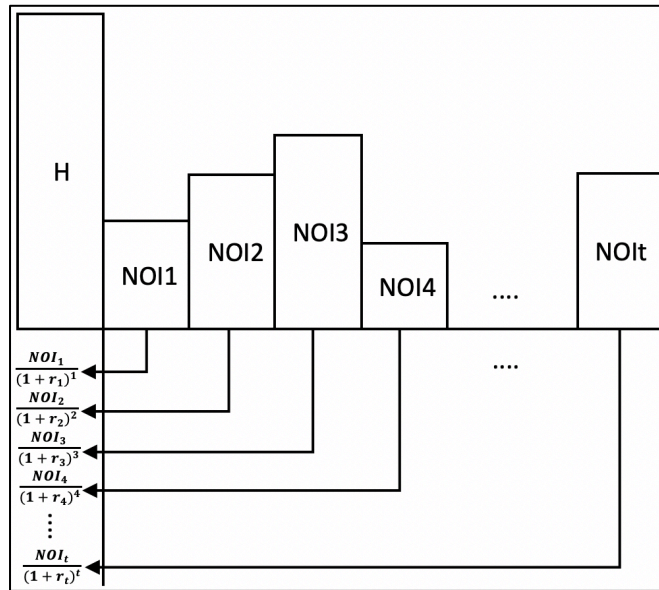 H
NOI1
NOI2
NOI3
NOI4
....
NOIt
....
NOI₁
(1 + r₁)¹
NOI₂
(1 + r₂)²
NOI₃
(1 + r₃)³
NOI₄
(1 + r₄)⁴
⋮
NOIₜ
(1 + rₜ)ᵗ